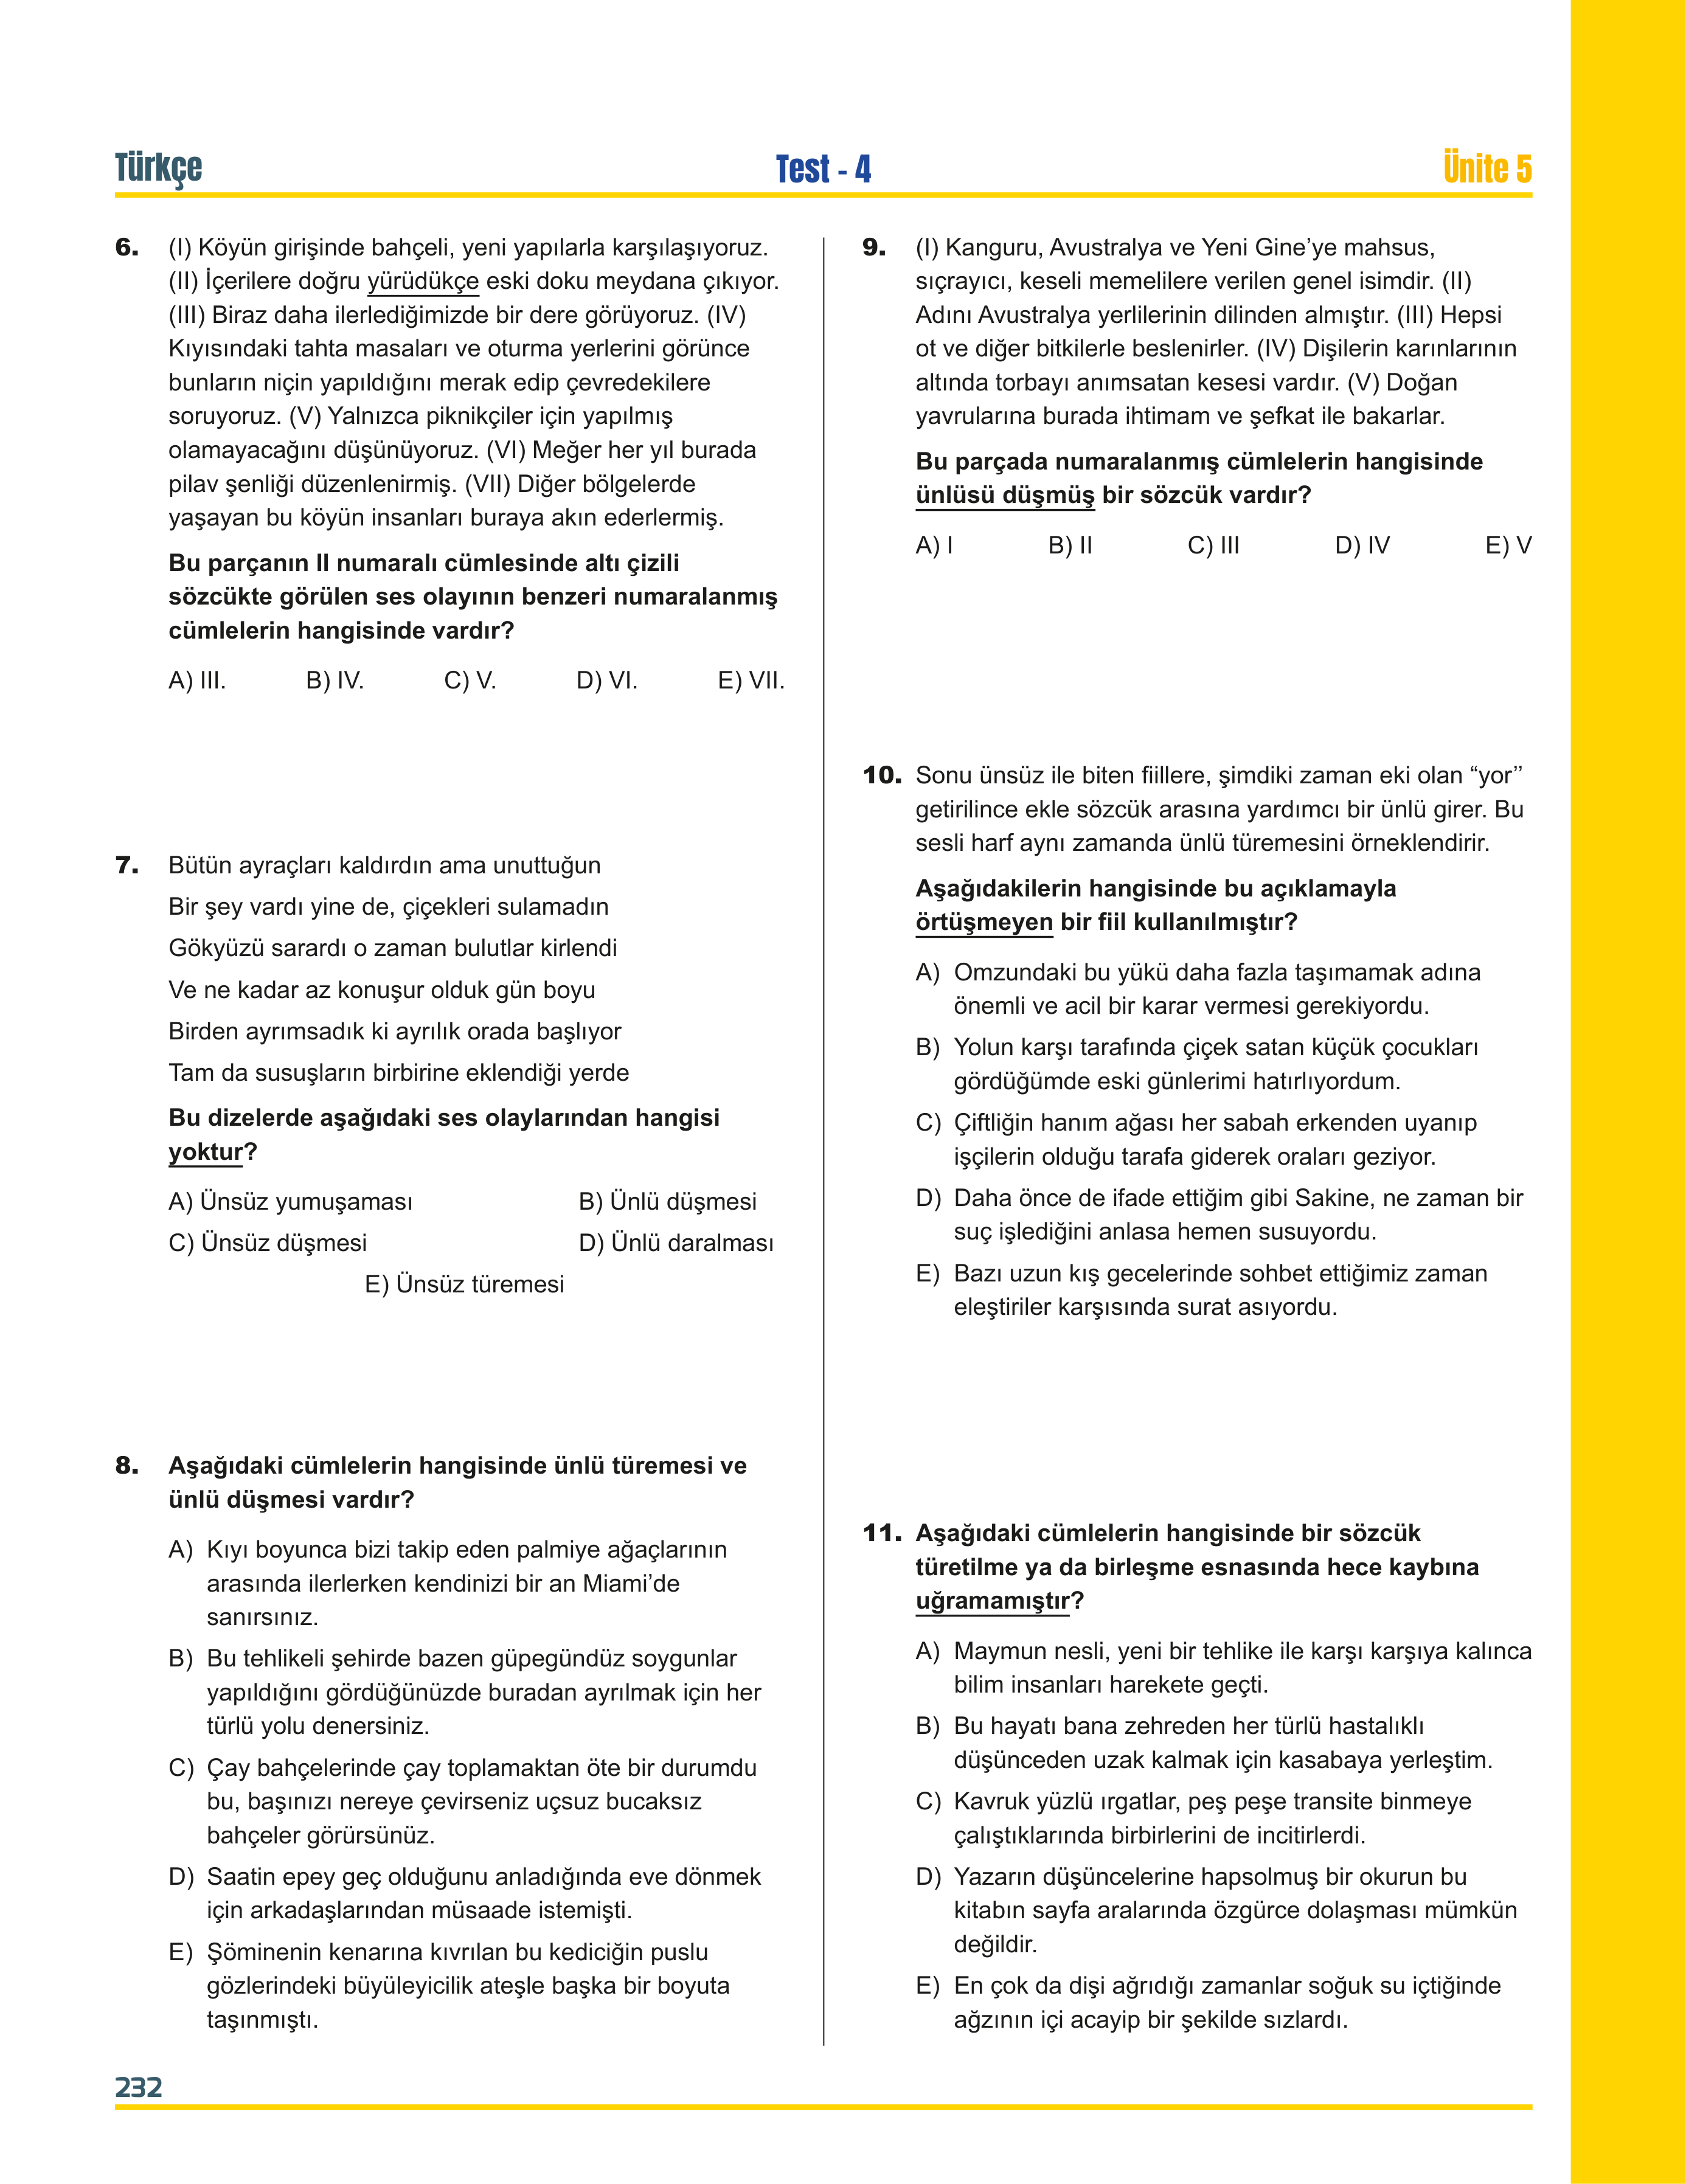 Türkçe
Test - 4
Ünite 5
6. (I) Köyün girişinde bahçeli, yeni yapılarla karşılaşıyoruz.
(II) İçerilere doğru yürüdükçe eski doku meydana çıkıyor.
(III) Biraz daha ilerlediğimizde bir dere görüyoruz. (IV)
Kıyısındaki tahta masaları ve oturma yerlerini görünce
bunların niçin yapıldığını merak edip çevredekilere
soruyoruz. (V) Yalnızca piknikçiler için yapılmış
olamayacağını düşünüyoruz. (VI) Meğer her yıl burada
pilav şenliği düzenlenirmiş. (VII) Diğer bölgelerde
yaşayan bu köyün insanları buraya akın ederlermiş.
Bu parçanın II numaralı cümlesinde altı çizili
sözcükte görülen ses olayının benzeri numaralanmış
cümlelerin hangisinde vardır?
A) III. B) IV. C) V. D) VI. E) VII.
7. Bütün ayraçları kaldırdın ama unuttuğun
Bir şey vardı yine de, çiçekleri sulamadın
Gökyüzü sarardı o zaman bulutlar kirlendi
Ve ne kadar az konuşur olduk gün boyu
Birden ayrımsadık ki ayrılık orada başlıyor
Tam da susuşların birbirine eklendiği yerde
Bu dizelerde aşağıdaki ses olaylarından hangisi
yoktur?
A) Ünsüz yumuşaması B) Ünlü düşmesi
C) Ünsüz düşmesi D) Ünlü daralması
E) Ünsüz türemesi
8. Aşağıdaki cümlelerin hangisinde ünlü türemesi ve
ünlü düşmesi vardır?
A) Kıyı boyunca bizi takip eden palmiye ağaçlarının
arasında ilerlerken kendinizi bir an Miami’de
sanırsınız.
B) Bu tehlikeli şehirde bazen güpegündüz soygunlar
yapıldığını gördüğünüzde buradan ayrılmak için her
türlü yolu denersiniz.
C) Çay bahçelerinde çay toplamaktan öte bir durumdu
bu, başınızı nereye çevirseniz uçsuz bucaksız
bahçeler görürsünüz.
D) Saatin epey geç olduğunu anladığında eve dönmek
için arkadaşlarından müsaade istemişti.
E) Şöminenin kenarına kıvrılan bu kediciğin puslu
gözlerindeki büyüleyicilik ateşle başka bir boyuta
taşınmıştı.
9. (I) Kanguru, Avustralya ve Yeni Gine’ye mahsus,
sıçrayıcı, keseli memelilere verilen genel isimdir. (II)
Adını Avustralya yerlilerinin dilinden almıştır. (III) Hepsi
ot ve diğer bitkilerle beslenirler. (IV) Dişilerin karınlarının
altında torbayı anımsatan kesesi vardır. (V) Doğan
yavrularına burada ihtimam ve şefkat ile bakarlar.
Bu parçada numaralanmış cümlelerin hangisinde
ünlüsü düşmüş bir sözcük vardır?
A) I B) II C) III D) IV E) V
10. Sonu ünsüz ile biten fiillere, şimdiki zaman eki olan “yor’’
getirilince ekle sözcük arasına yardımcı bir ünlü girer. Bu
sesli harf aynı zamanda ünlü türemesini örneklendirir.
Aşağıdakilerin hangisinde bu açıklamayla
örtüşmeyen bir fiil kullanılmıştır?
A) Omzundaki bu yükü daha fazla taşımamak adına
önemli ve acil bir karar vermesi gerekiyordu.
B) Yolun karşı tarafında çiçek satan küçük çocukları
gördüğümde eski günlerimi hatırlıyordum.
C) Çiftliğin hanım ağası her sabah erkenden uyanıp
işçilerin olduğu tarafa giderek oraları geziyor.
D) Daha önce de ifade ettiğim gibi Sakine, ne zaman bir
suç işlediğini anlasa hemen susuyordu.
E) Bazı uzun kış gecelerinde sohbet ettiğimiz zaman
eleştiriler karşısında surat asıyordu.
11. Aşağıdaki cümlelerin hangisinde bir sözcük
türetilme ya da birleşme esnasında hece kaybına
uğramamıştır?
A) Maymun nesli, yeni bir tehlike ile karşı karşıya kalınca
bilim insanları harekete geçti.
B) Bu hayatı bana zehreden her türlü hastalıklı
düşünceden uzak kalmak için kasabaya yerleştim.
C) Kavruk yüzlü ırgatlar, peş peşe transite binmeye
çalıştıklarında birbirlerini de incitirlerdi.
D) Yazarın düşüncelerine hapsolmuş bir okurun bu
kitabın sayfa aralarında özgürce dolaşması mümkün
değildir.
E) En çok da dişi ağrıdığı zamanlar soğuk su içtiğinde
ağzının içi acayip bir şekilde sızlardı.
232